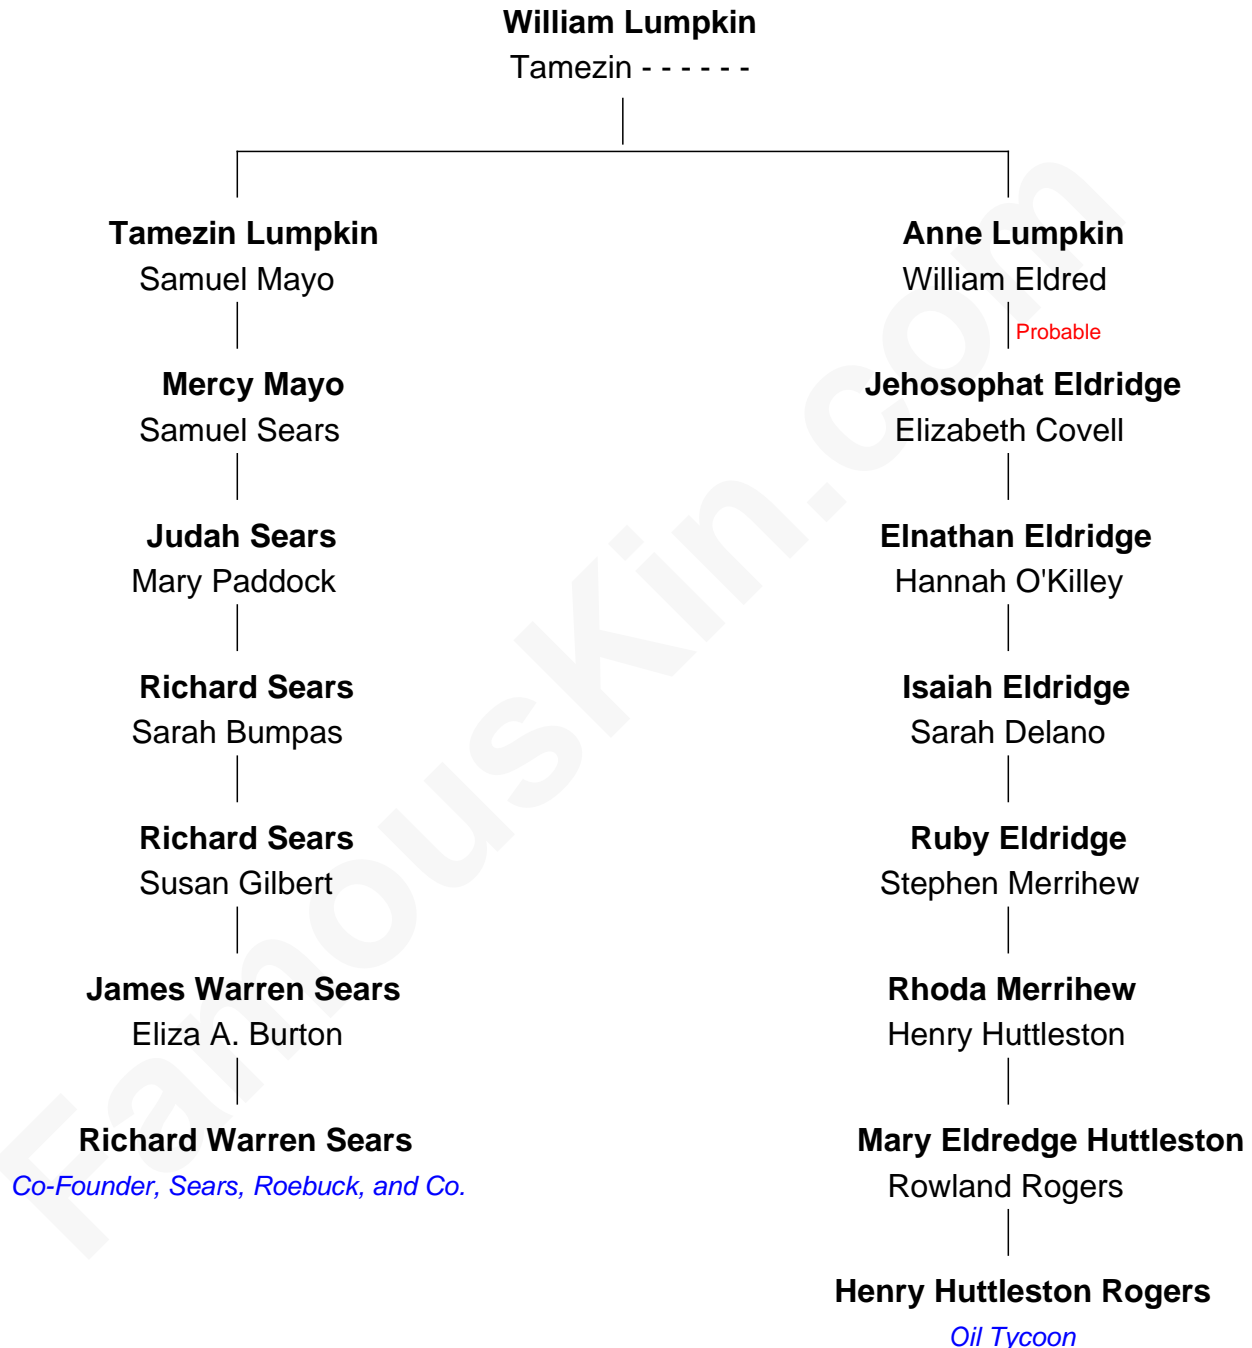 William Lumpkin
Tamezin - - - - - -
Tamezin Lumpkin
Samuel Mayo
Anne Lumpkin
William Eldred
Probable
Mercy Mayo
Samuel Sears
Jehosophat Eldridge
Elizabeth Covell
Judah Sears
Mary Paddock
Elnathan Eldridge
Hannah O'Killey
Richard Sears
Sarah Bumpas
Isaiah Eldridge
Sarah Delano
Richard Sears
Susan Gilbert
Ruby Eldridge
Stephen Merrihew
James Warren Sears
Eliza A. Burton
Rhoda Merrihew
Henry Huttleston
Richard Warren Sears
Co-Founder, Sears, Roebuck, and Co.
Mary Eldredge Huttleston
Rowland Rogers
Henry Huttleston Rogers
Oil Tycoon
FamousKin.com